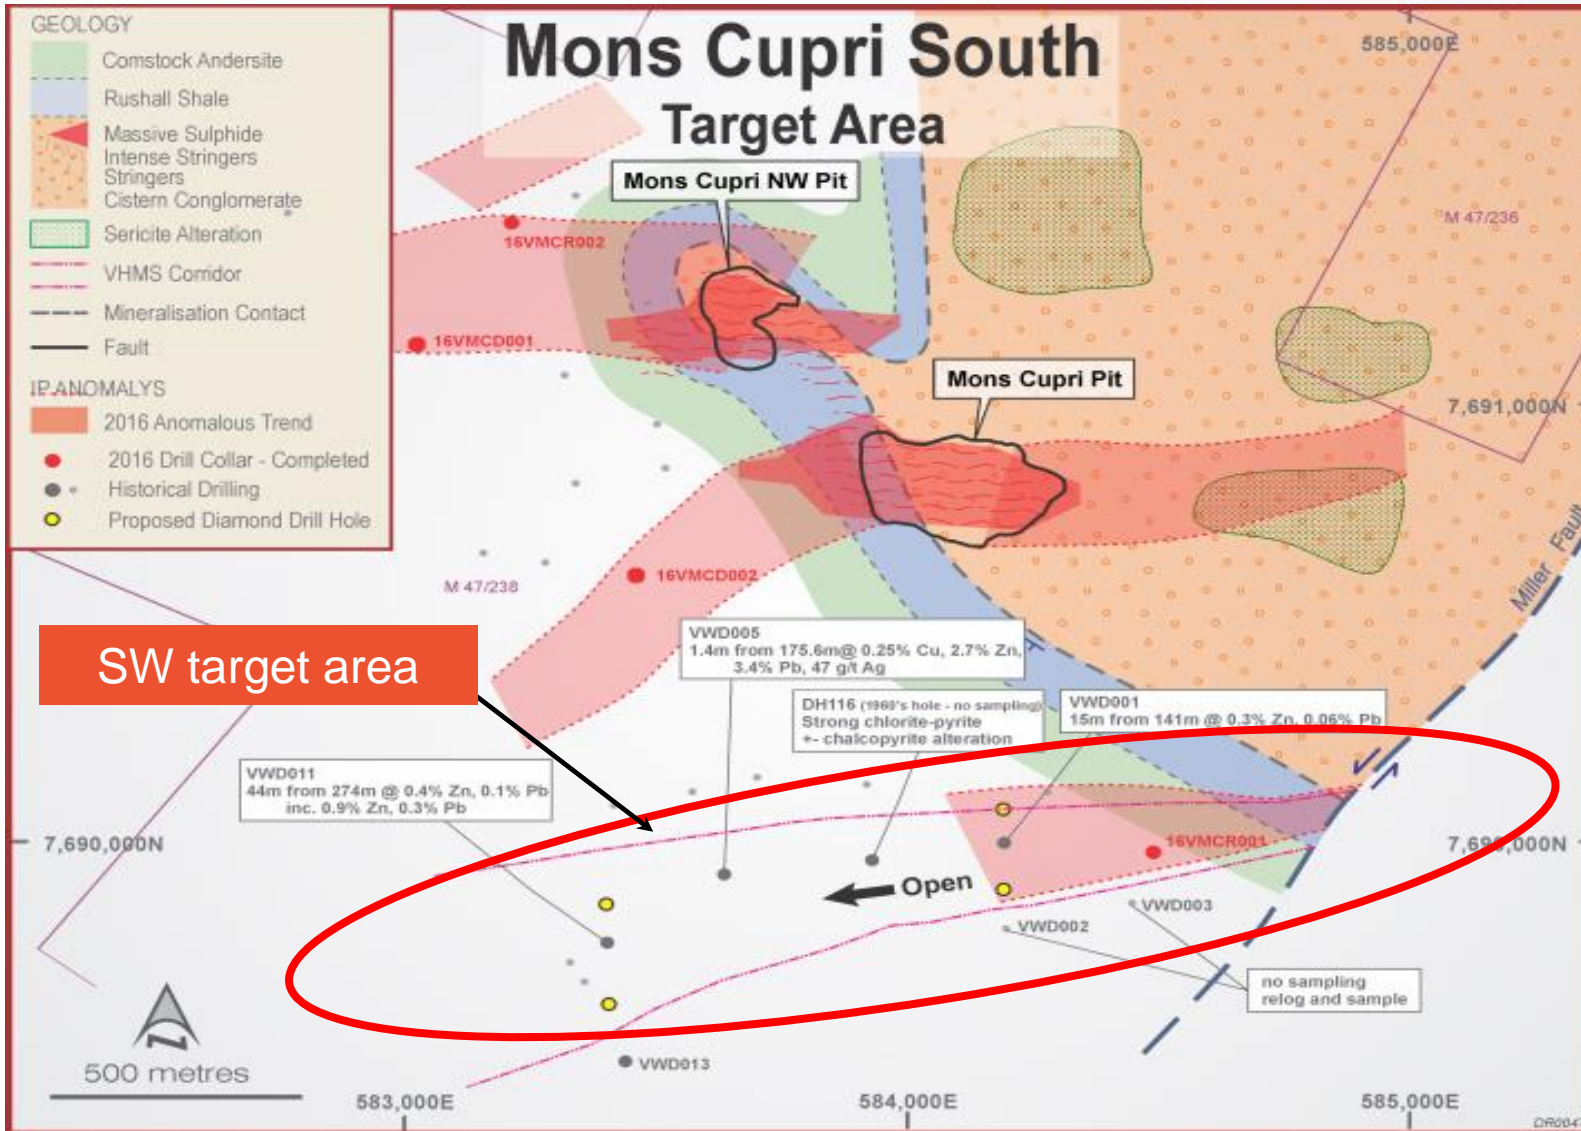 GEOLOGY
Comstock Andersite
Rushall Shale
Massive Sulphide
Intense Stringers
Stringers
Cistern Conglomerate
Sericite Alteration
VHMS Corridor
Mineralisation Contact
Fault
IP ANOMALYS
2016 Anomalous Trend
2016 Drill Collar - Completed
Historical Drilling
Proposed Diamond Drill Hole
Mons Cupri South
Target Area
585,000E
Mons Cupri NW Pit
M 47/236
16VMCR002
16VMCD001
Mons Cupri Pit
7,691,000N
Miller Fault
16VMCD002
M 47/238
SW target area
VWD005
1.4m from 175.6m@ 0.25% Cu, 2.7% Zn,
3.4% Pb, 47 g/t Ag
DH116 (1960's hole - no sampling)
Strong chlorite-pyrite
+- chalcopyrite alteration
VWD001
15m from 141m @ 0.3% Zn, 0.06% Pb
VWD011
44m from 274m @ 0.4% Zn, 0.1% Pb
inc. 0.9% Zn, 0.3% Pb
7,690,000N
16VMCR001
7,690,000N
Open
VWD003
VWD002
no sampling
relog and sample
N
500 metres
VWD013
583,000E
584,000E
585,000E